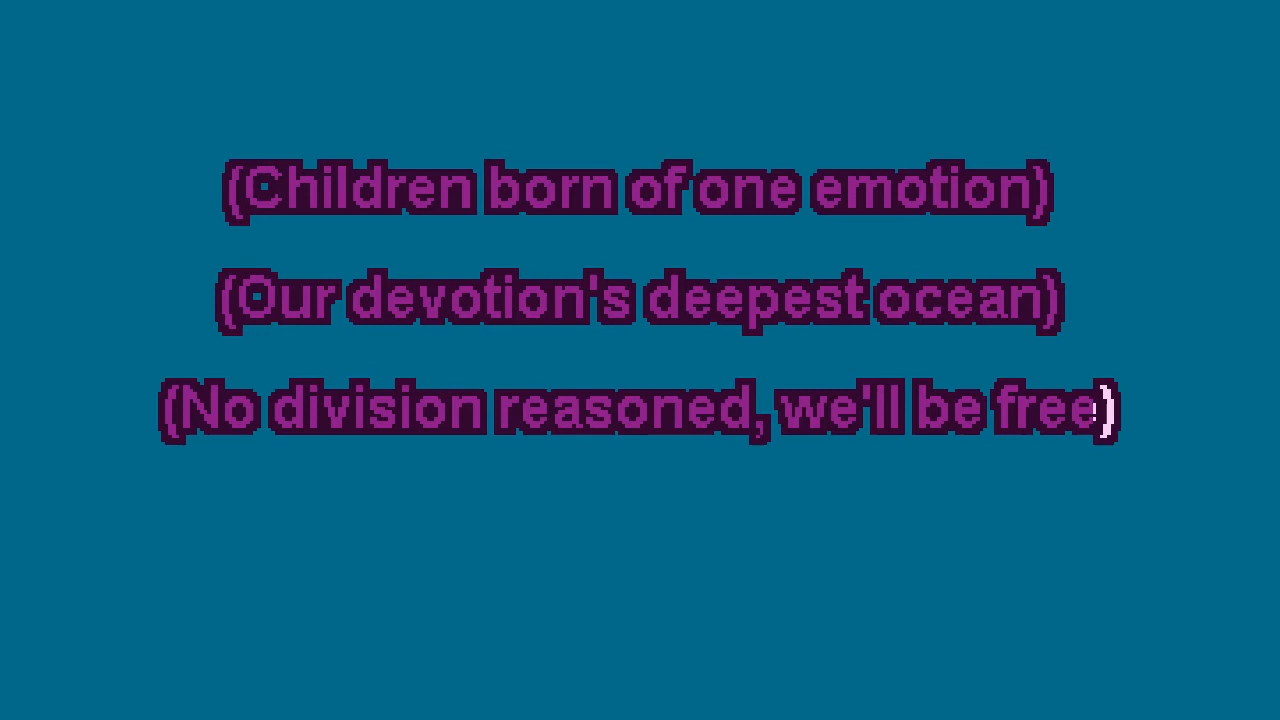 (Children born of one emotion)
(Our devotion's deepest ocean)
(No division reasoned, we'll be free)